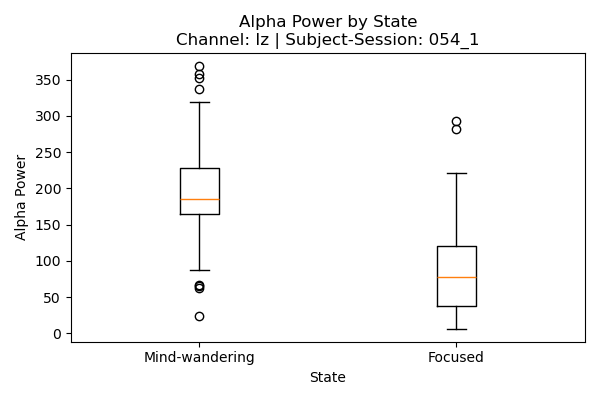 Alpha Power by State
Channel: Iz | Subject-Session: 054_1
350
300
250
200
150
100
50
0
Alpha Power
Mind-wandering
Focused
State